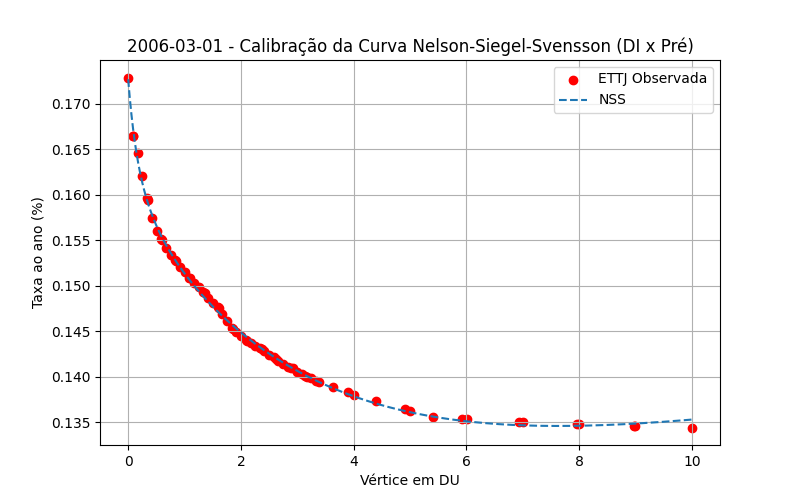 2006-03-01 - Calibração da Curva Nelson-Siegel-Svensson (DI x Pré)
ETTJ Observada
NSS
Taxa ao ano (%)
0.170
0.165
0.160
0.155
0.150
0.145
0.140
0.135
0 2 4 6 8 10
Vértice em DU